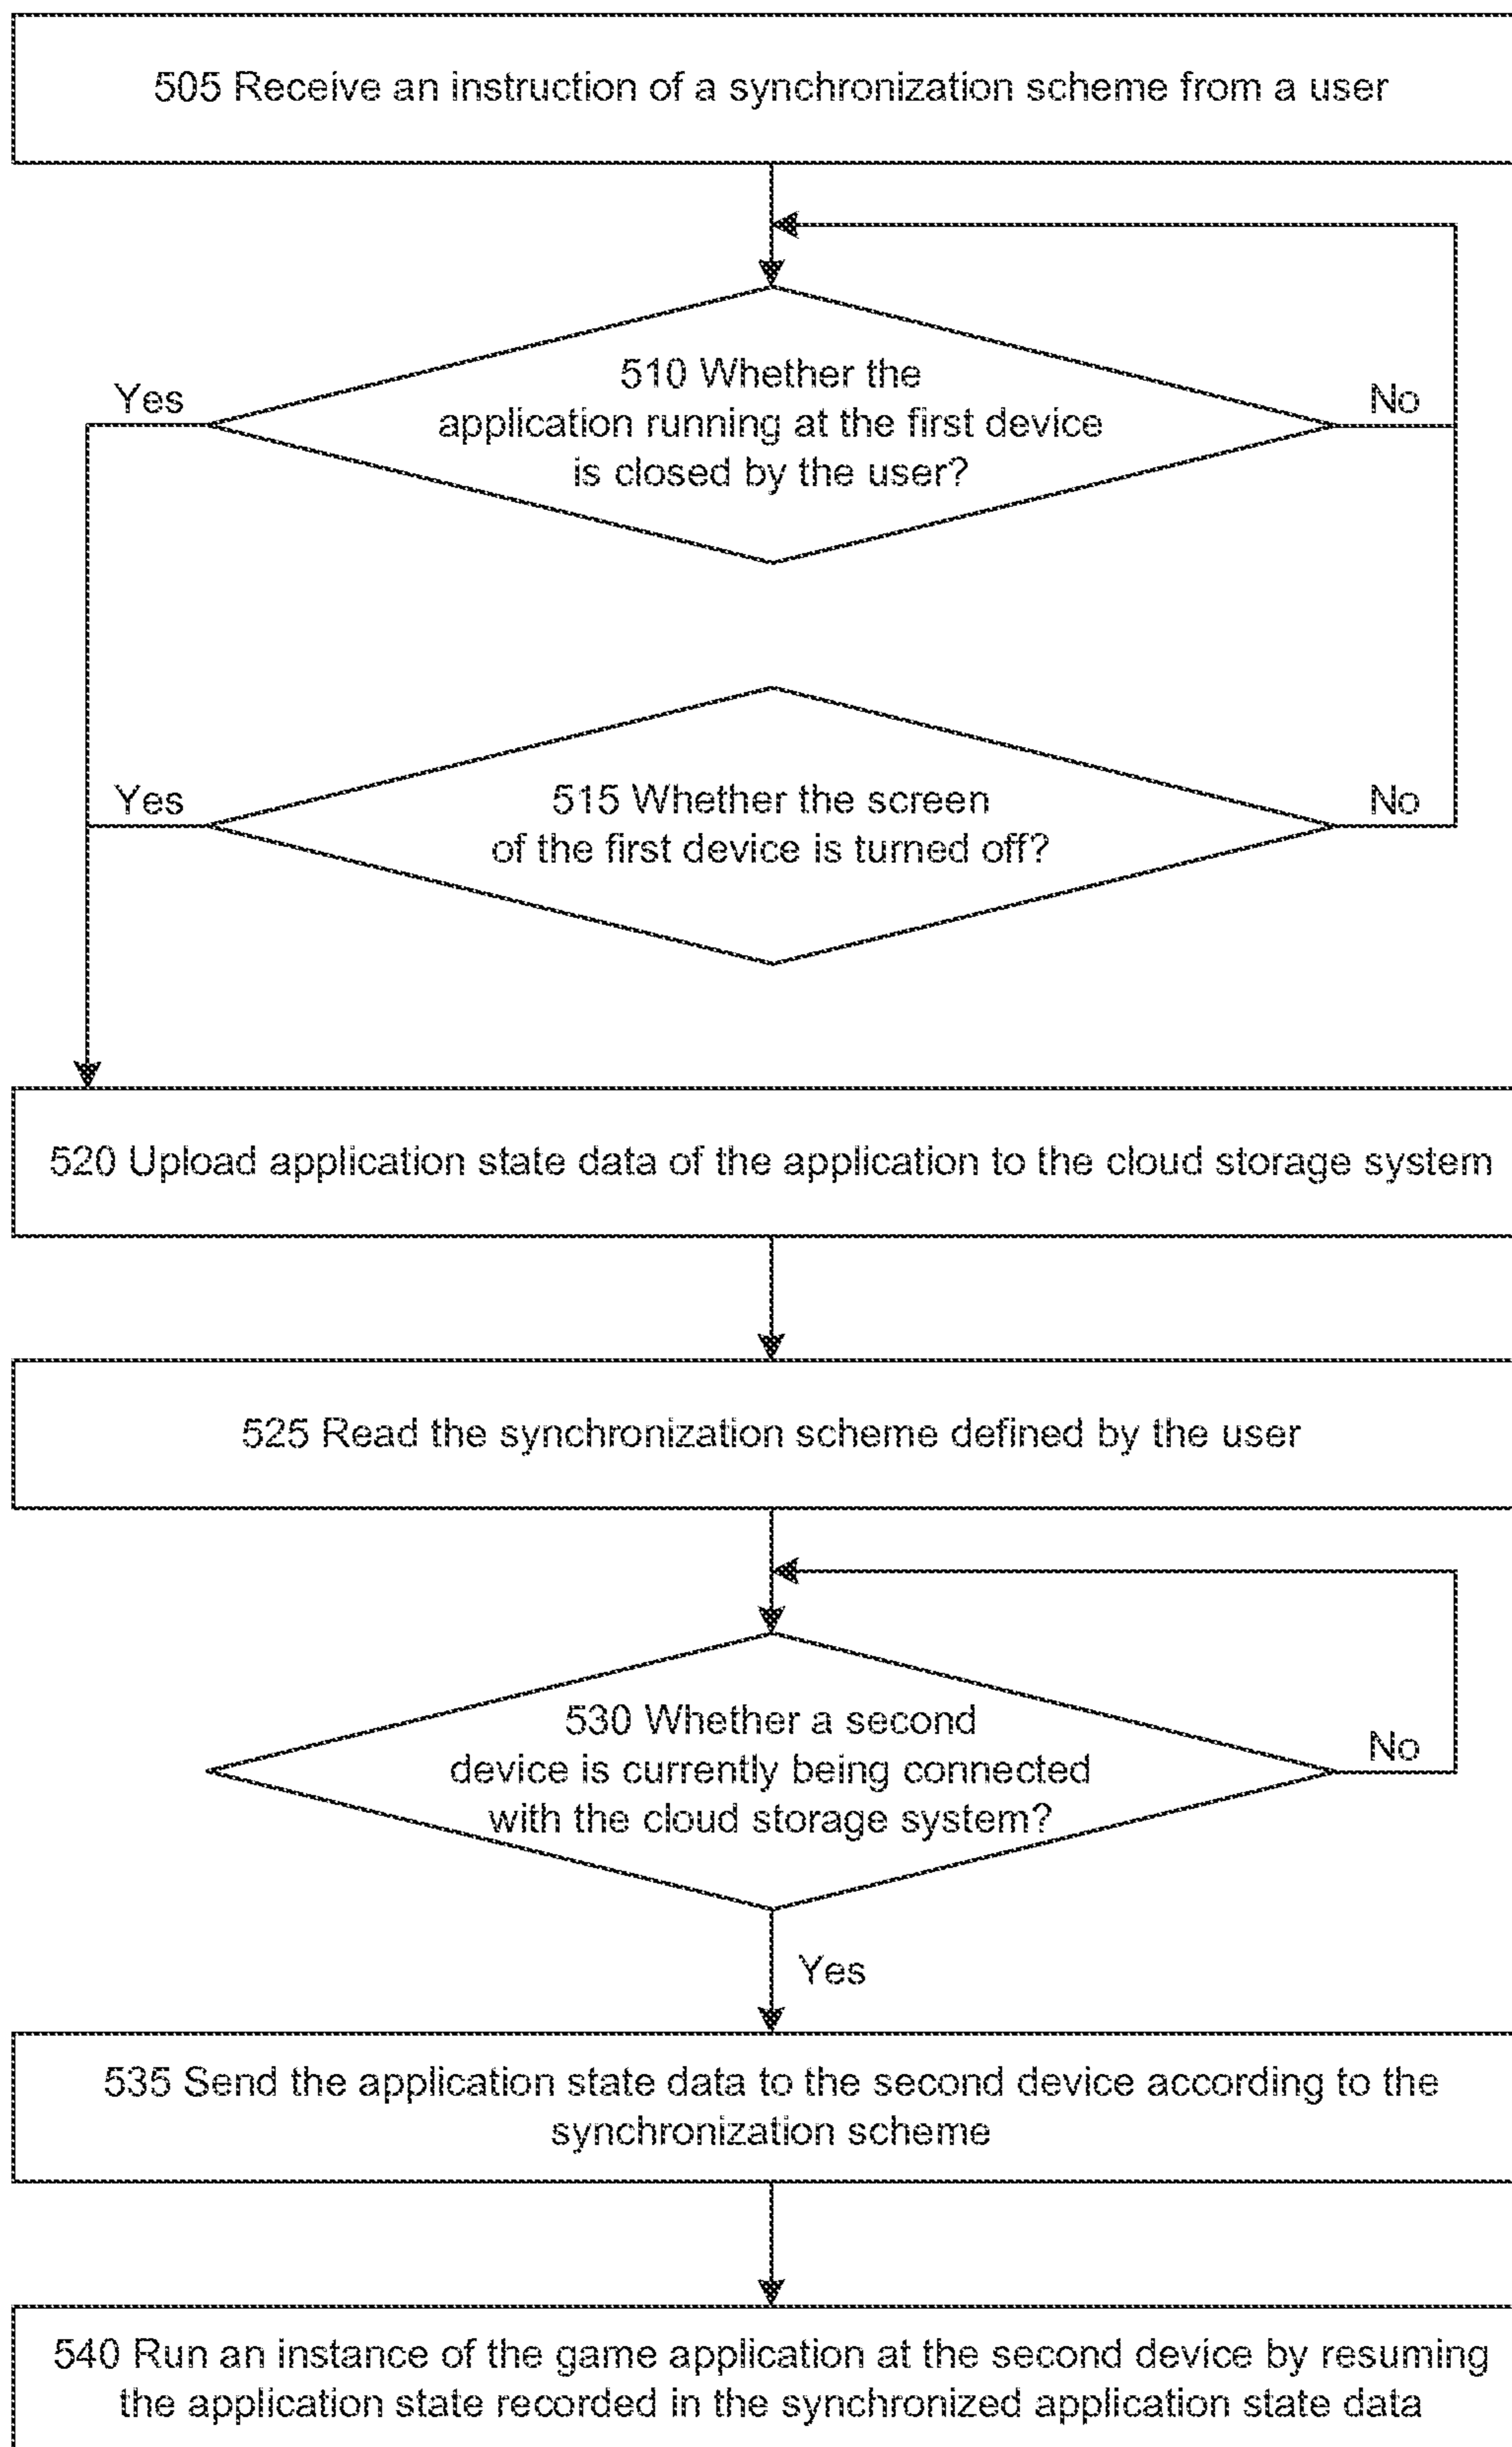 505 Receive an instruction of a synchronization scheme from a user
510 Whether the
application running at the first device
is closed by the user?
Yes
No
515 Whether the screen
of the first device is turned off?
Yes
No
520 Upload application state data of the application to the cloud storage system
525 Read the synchronization scheme defined by the user
530 Whether a second
device is currently being connected
with the cloud storage system?
No
Yes
535 Send the application state data to the second device according to the
synchronization scheme
540 Run an instance of the game application at the second device by resuming
the application state recorded in the synchronized application state data